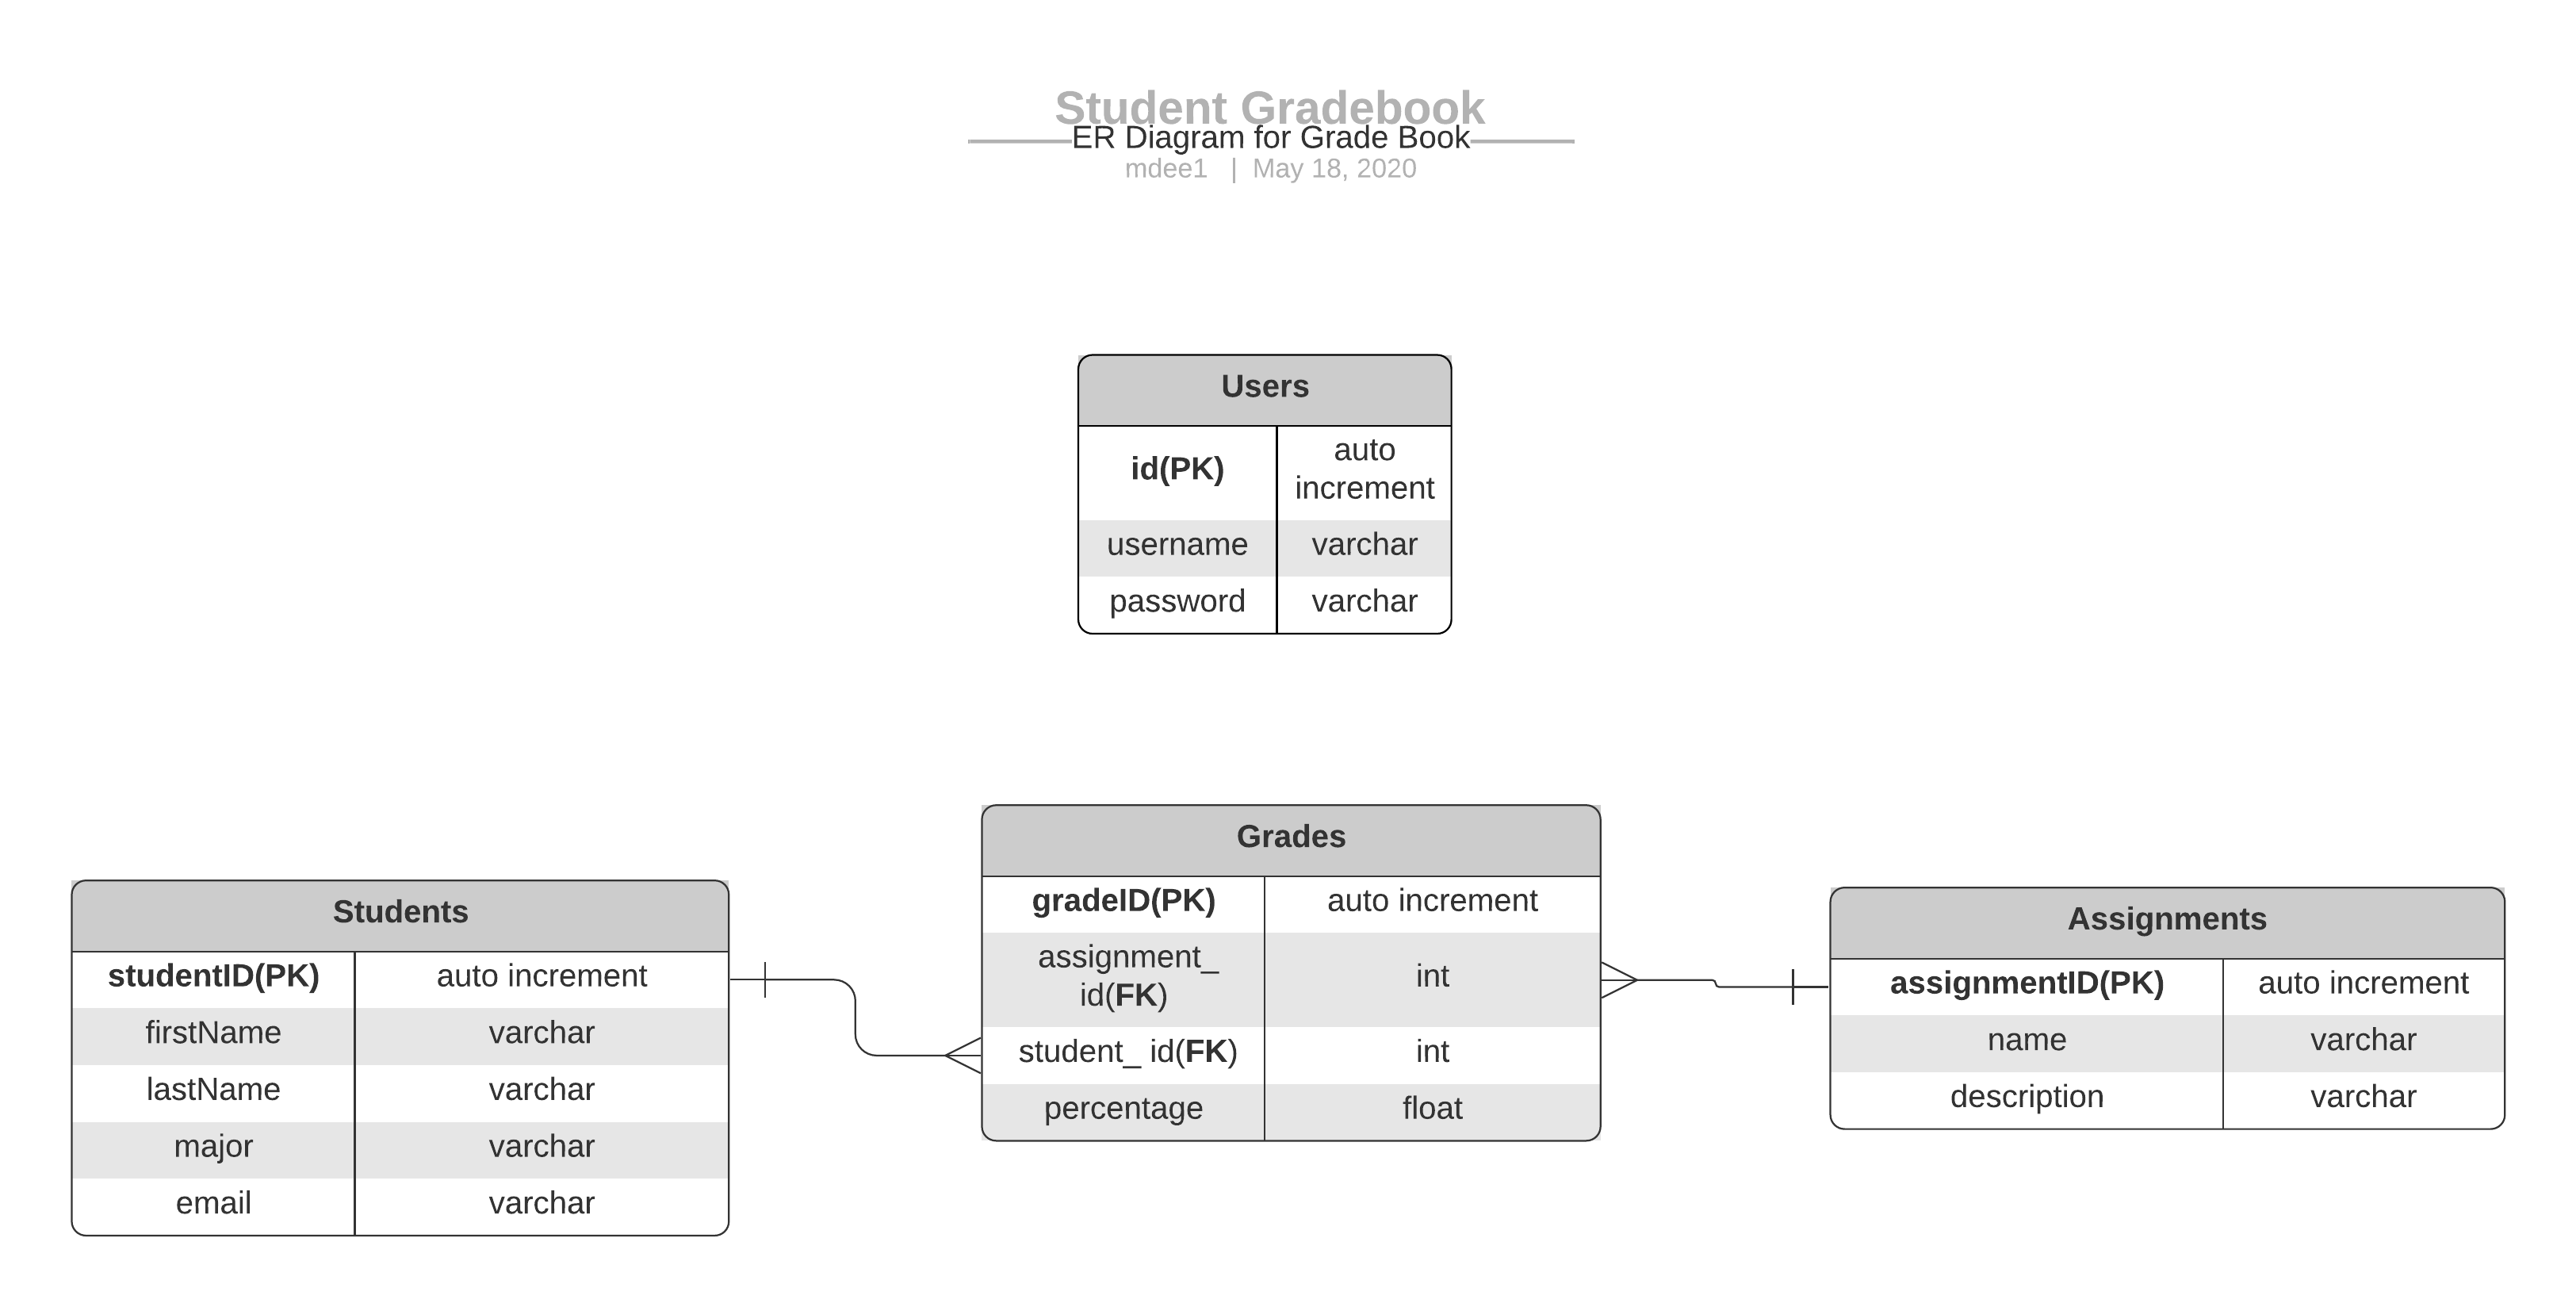 Student Gradebook
ER Diagram for Grade Book
mdee1 | May 18, 2020
Users
id(PK) auto increment
username varchar
password varchar
Students
studentID(PK) auto increment
firstName varchar
lastName varchar
major varchar
email varchar
Grades
gradeID(PK) auto increment
assignment_ id(FK) int
student_ id(FK) int
percentage float
Assignments
assignmentID(PK) auto increment
name varchar
description varchar